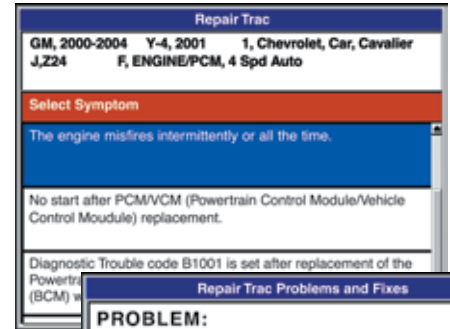 Repair Trac
GM, 2000-2004 Y-4, 2001 1, Chevrolet, Car, Cavalier
J,Z24 F, ENGINE/PCM, 4 Spd Auto
Select Symptom
The engine misfires intermittently or all the time.
No start after PCM/VCM (Powertrain Control Module/Vehicle
Control Moudule) replacement.
Diagnostic Trouble code B1001 is set after replacement of the
Powertra
(BCM) w
Repair Trac Problems and Fixes
PROBLEM: